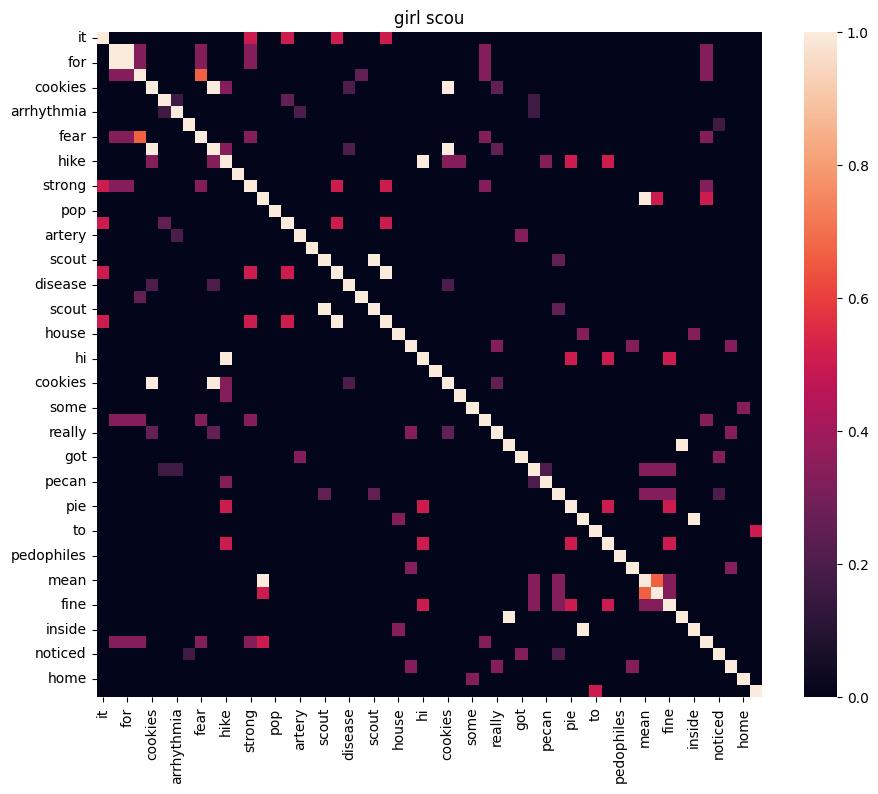 girl scou
it
for
cookies
arrhythmia
fear
hike
strong
pop
artery
scout
disease
scout
house
hi
cookies
some
really
got
pecan
pie
to
pedophiles
mean
fine
inside
noticed
home
it
for
cookies
arrhythmia
fear
hike
strong
pop
artery
scout
disease
scout
house
hi
cookies
some
really
got
pecan
pie
to
pedophiles
mean
fine
inside
noticed
home
1.0
0.8
0.6
0.4
0.2
0.0